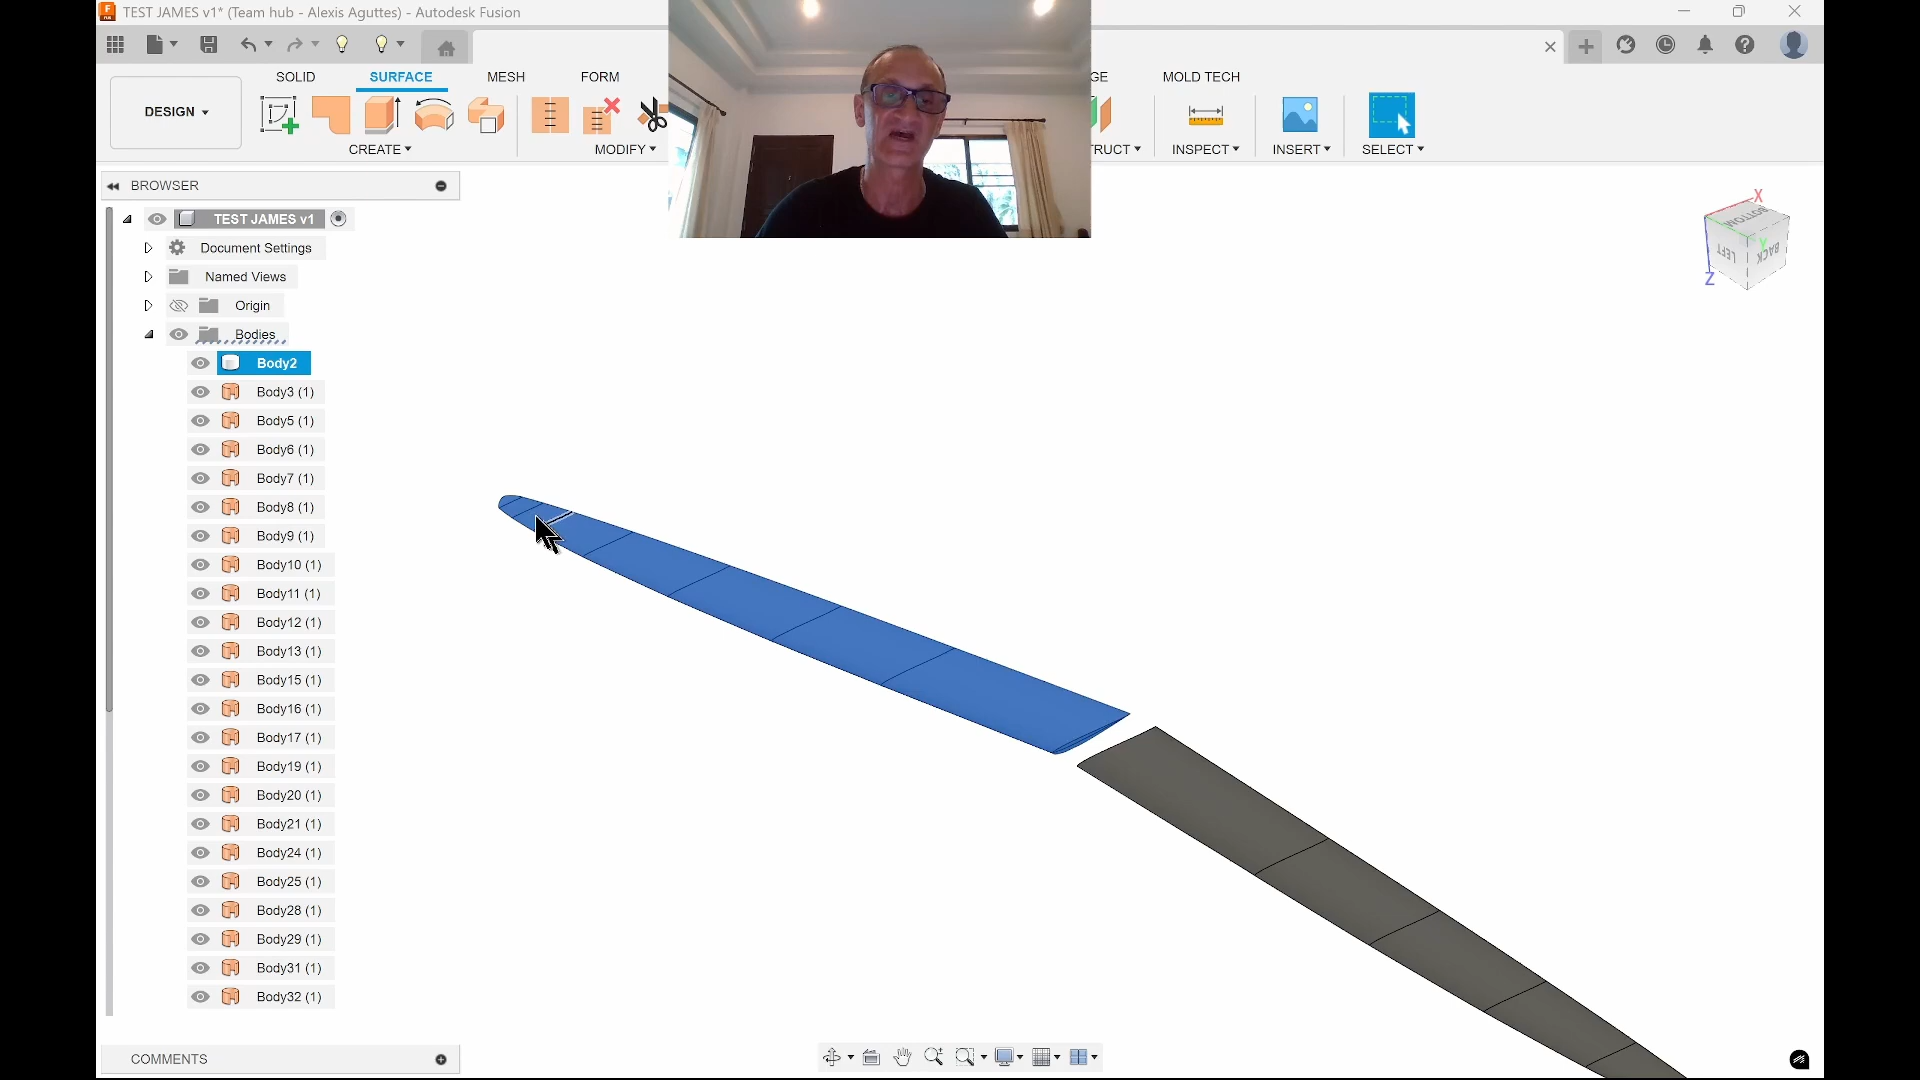 TEST JAMES v1* (Team hub - Alexis Aguttes) - Autodesk Fusion
SOLID
SURFACE
MESH
FORM
GE
MOLD TECH
DESIGN
CREATE
MODIFY
RUCT
INSPECT
INSERT
SELECT
BROWSER
TEST JAMES v1
Document Settings
Named Views
Origin
Bodies
Body2
Body3 (1)
Body5 (1)
Body6 (1)
Body7 (1)
Body8 (1)
Body9 (1)
Body10 (1)
Body11 (1)
Body12 (1)
Body13 (1)
Body15 (1)
Body16 (1)
Body17 (1)
Body19 (1)
Body20 (1)
Body21 (1)
Body24 (1)
Body25 (1)
Body28 (1)
Body29 (1)
Body31 (1)
Body32 (1)
COMMENTS
X
BOTTOM
Y
LEFT
BACK
Z